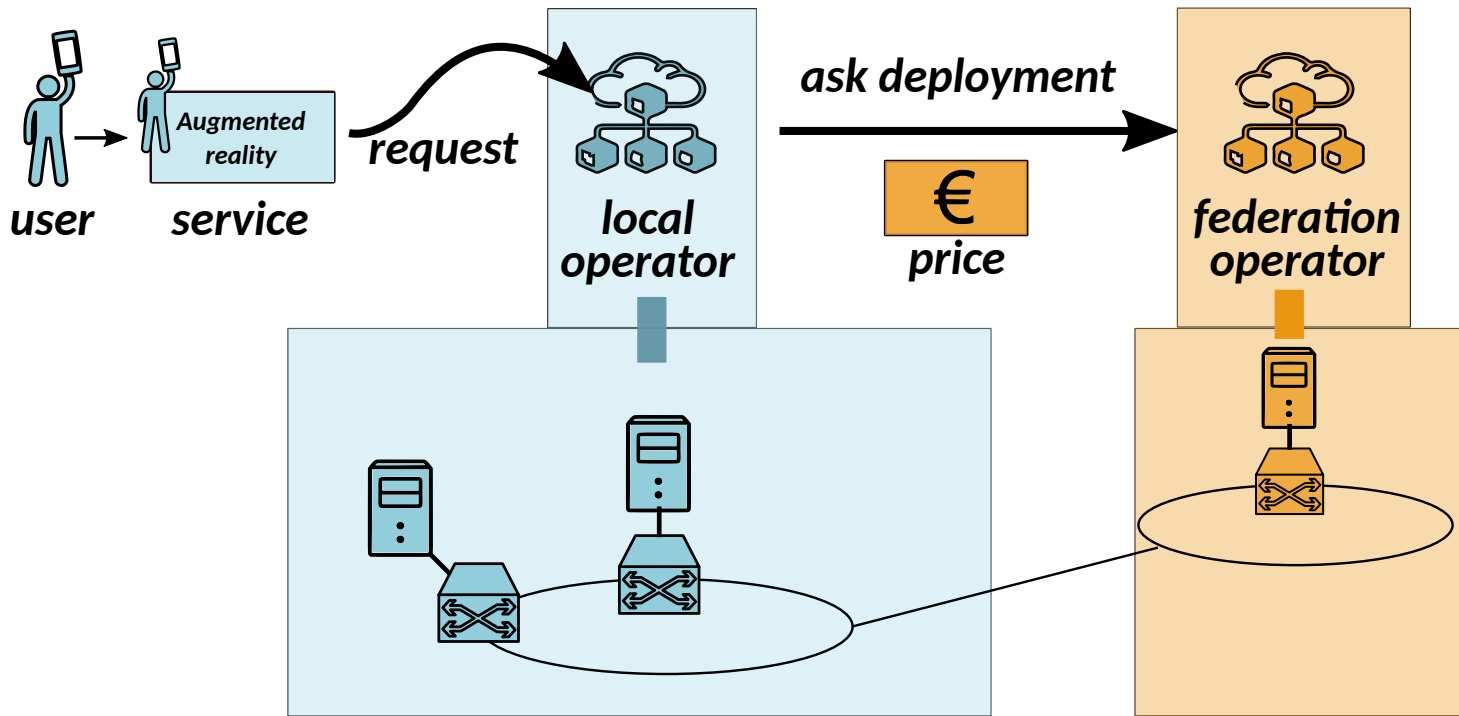 Augmented
reality
user
service
request
local
operator
ask deployment
€
price
federation
operator